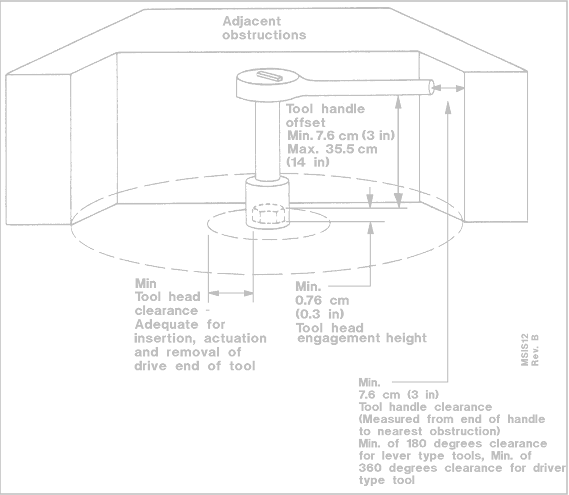 Adjacent
obstructions
Tool handle
offset
Min. 7.6 cm (3 in)
Max. 35.5 cm
(14 in)
Min
Tool head
clearance -
Adequate for
insertion, actuation
and removal of
drive end of tool
Min.
0.76 cm
(0.3 in)
Tool head
engagement height
MSIS12
Rev. B
Min.
7.6 cm (3 in)
Tool handle clearance
(Measured from end of handle
to nearest obstruction)
Min. of 180 degrees clearance
for lever type tools, Min. of
360 degrees clearance for driver
type tool